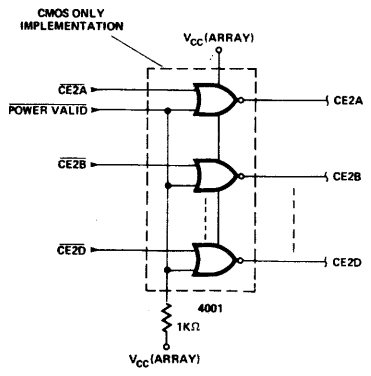 CMOS ONLY
IMPLEMENTATION
VCC(ARRAY)
CE2A
CE2A
POWER VALID
CE2B
CE2B
CE2D
CE2D
4001
1KΩ
VCC(ARRAY)